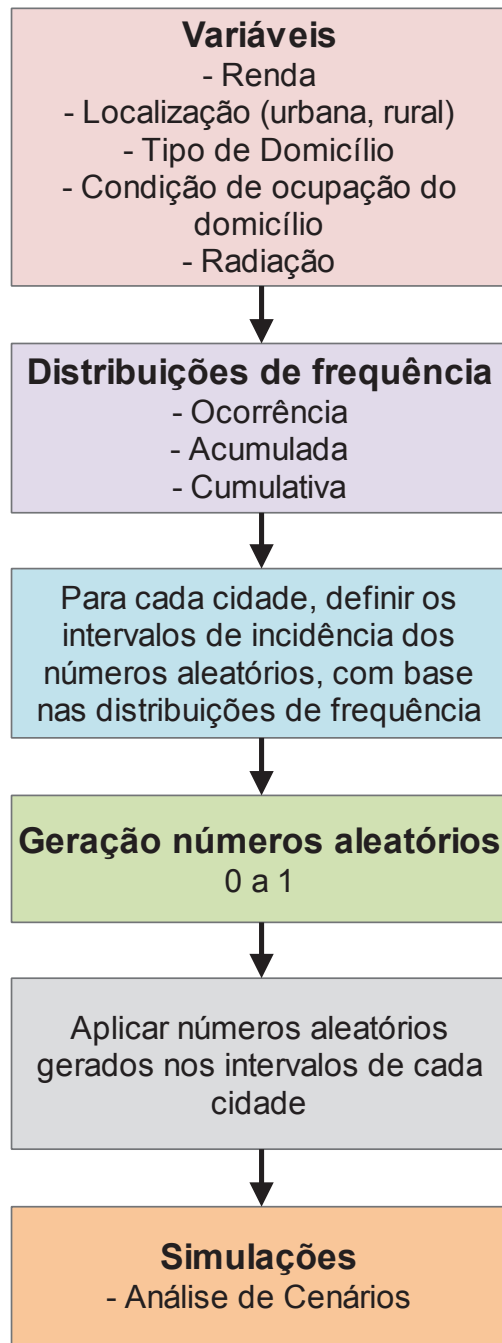 Variáveis
- Renda
- Localização (urbana, rural)
- Tipo de Domicílio
- Condição de ocupação do
domicílio
- Radiação
Distribuições de frequência
- Ocorrência
- Acumulada
- Cumulativa
Para cada cidade, definir os
intervalos de incidência dos
números aleatórios, com base
nas distribuições de frequência
Geração números aleatórios
0 a 1
Aplicar números aleatórios
gerados nos intervalos de cada
cidade
Simulações
- Análise de Cenários